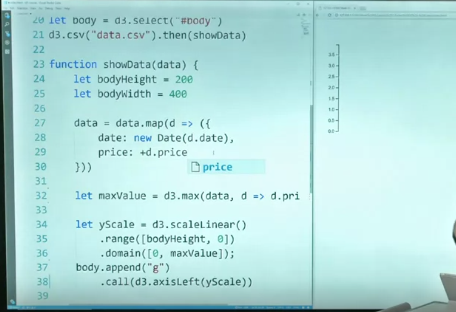 20 let body = d3.select("#body")
21 d3.csv("data.csv").then(showData)
22
23 function showData(data) {
24 let bodyHeight = 200
25 let bodyWidth = 400
26
27 data = data.map(d => ({
28 date: new Date(d.date),
29 price: +d.price
30 }))
price
31
32 let maxValue = d3.max(data, d => d.pri
33
34 let yScale = d3.scaleLinear()
35 .range([bodyHeight, 0])
36 .domain([0, maxValue]);
37 body.append("g")
38 .call(d3.axisLeft(yScale))
39
3.5
3.0
2.5
2.0
1.5
1.0
0.5
0.0